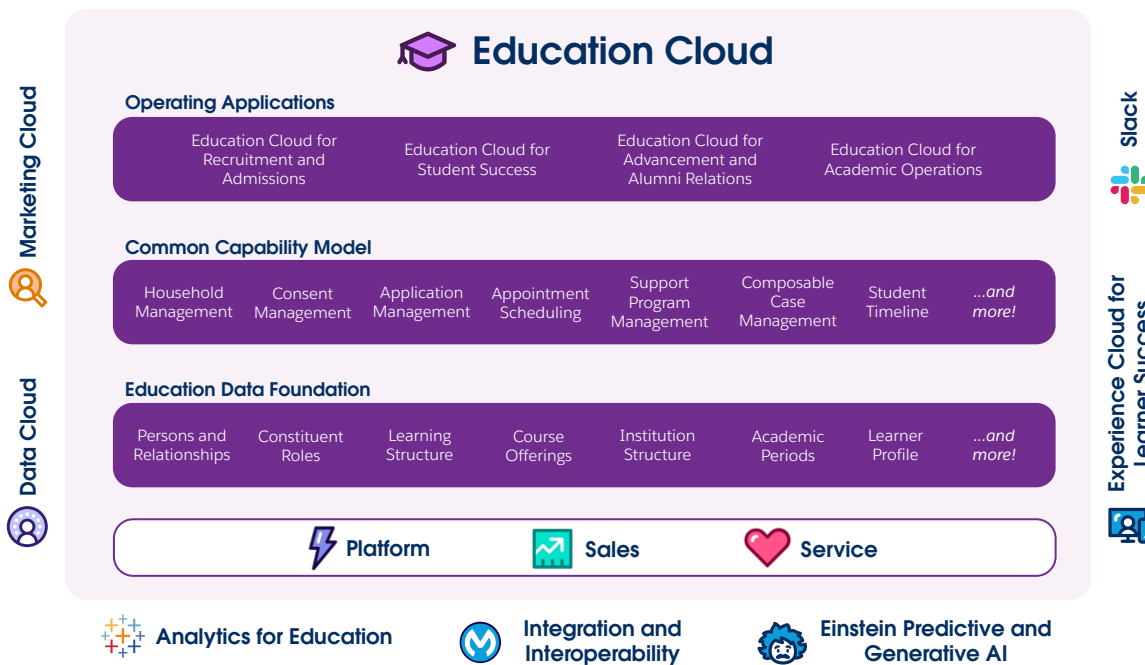 Education Cloud
Operating Applications
Education Cloud for
Recruitment and
Admissions
Education Cloud for
Student Success
Education Cloud for
Advancement and
Alumni Relations
Education Cloud for
Academic Operations
Common Capability Model
Household
Management
Consent
Management
Application
Management
Appointment
Scheduling
Support
Program
Management
Composable
Case
Management
Student
Timeline
...and
more!
Education Data Foundation
Persons and
Relationships
Constituent
Roles
Learning
Structure
Course
Offerings
Institution
Structure
Academic
Periods
Learner
Profile
...and
more!
Platform
Sales
Service
Marketing Cloud
Data Cloud
Slack
Experience Cloud for
Learner Success
Analytics for Education
Integration and
Interoperability
Einstein Predictive and
Generative AI